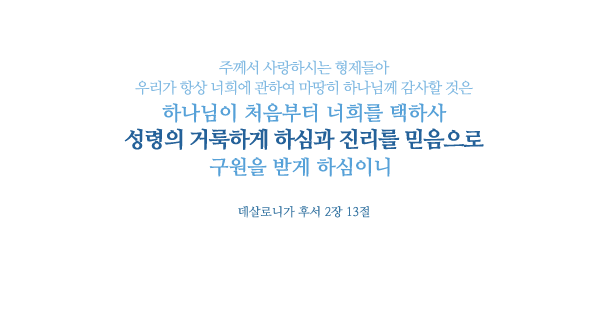 주께서 사랑하시는 형제들아
우리가 항상 너희에 관하여 마땅히 하나님께 감사할 것은
하나님이 처음부터 너희를 택하사
성령의 거룩하게 하심과 진리를 믿음으로
구원을 받게 하심이니
데살로니가 후서 2장 13절